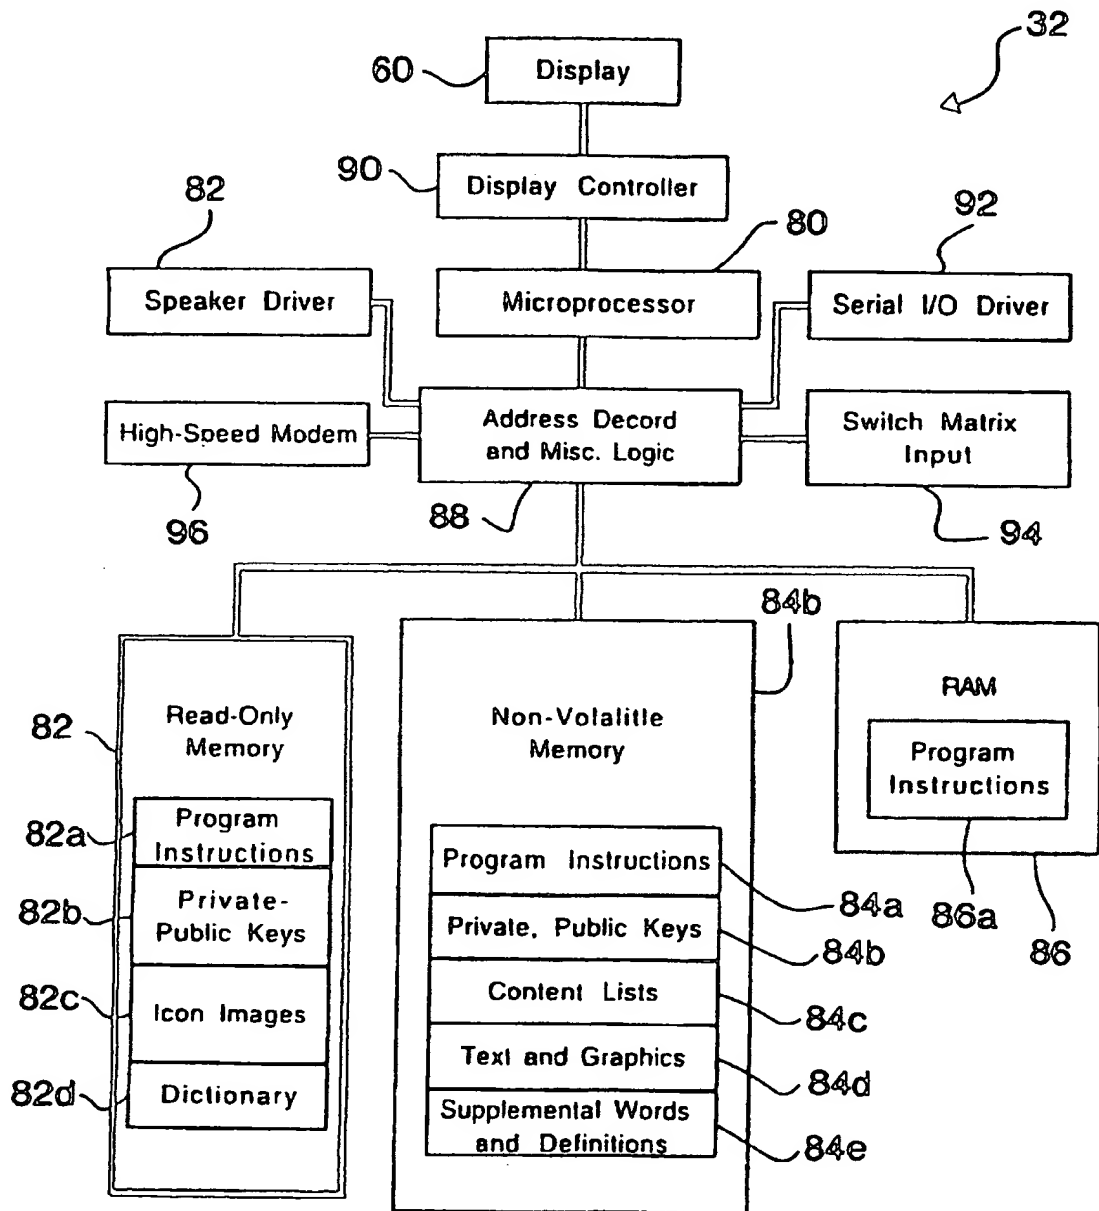 32
60
Display
90
Display Controller
82
80
92
Speaker Driver
Microprocessor
Serial I/O Driver
High-Speed Modem
Address Decord
and Misc. Logic
Switch Matrix
Input
96
88
94
84b
82
Read-Only
Memory
Non-Volalitle
Memory
RAM
Program
Instructions
82a
Program
Instructions
82b
Private-
Public Keys
82c
Icon Images
82d
Dictionary
Program Instructions
84a
Private, Public Keys
84b
Content Lists
84c
Text and Graphics
84d
Supplemental Words
and Definitions
84e
86a
86